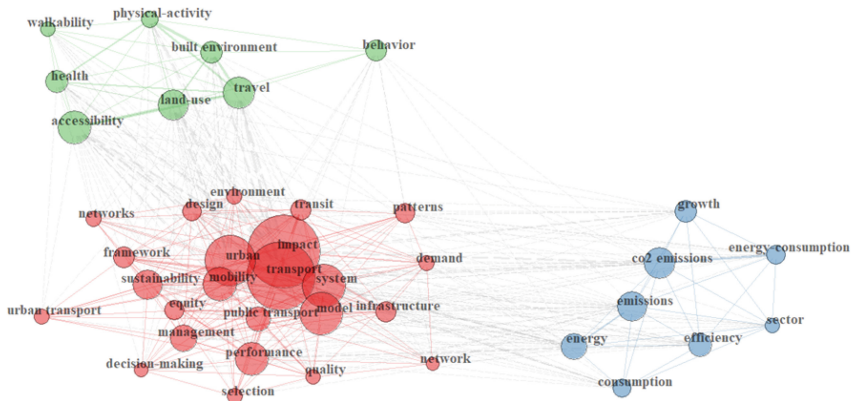 physical-activity
walkability
built environment
behavior
health
travel
land-use
accessibility
environment
design
transit
patterns
growth
networks
impact
energy consumption
framework
urban
co2 emissions
demand
transport
sustainability
mobility
system
emissions
equity
model
infrastructure
urban transport
public transport
sector
management
efficiency
energy
performance
decision-making
network
quality
consumption
selection